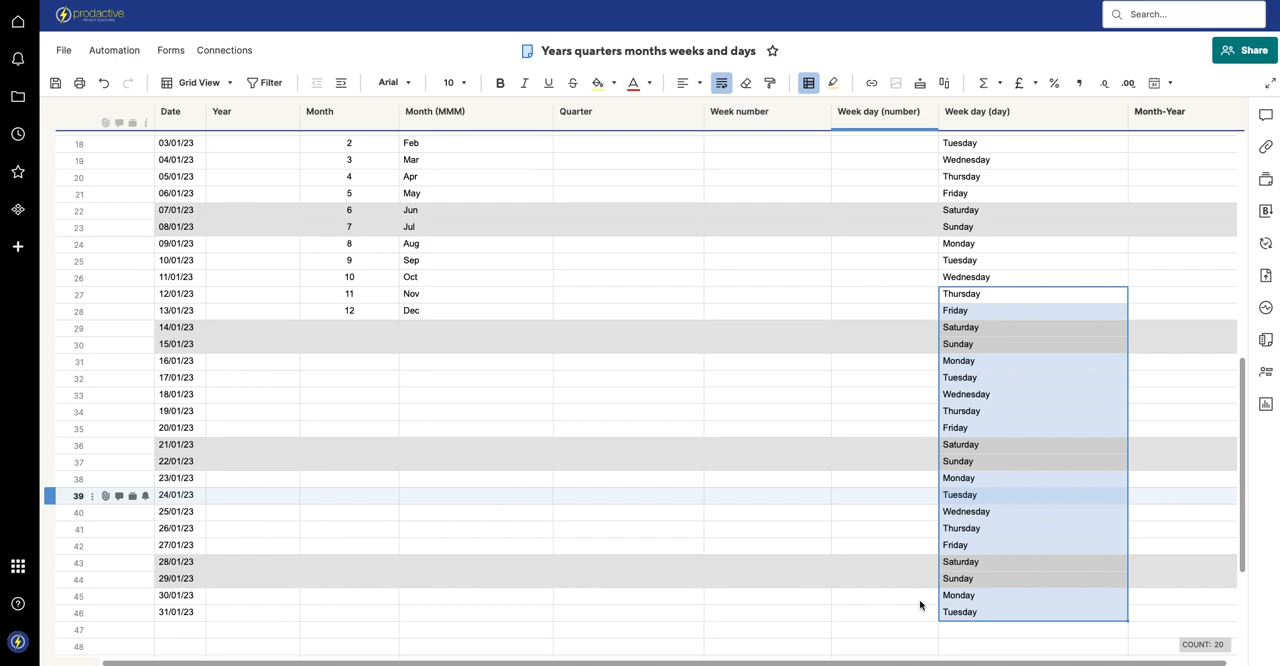 prodactive
PROJECT SOLUTIONS
Search...
File Automation Forms Connections
Years quarters months weeks and days
Share
Grid View Filter Arial 10 B I U S A Σ £ % .0 .00
Date Year Month Month (MMM) Quarter Week number Week day (number) Week day (day) Month-Year
18 03/01/23 2 Feb Tuesday
19 04/01/23 3 Mar Wednesday
20 05/01/23 4 Apr Thursday
21 06/01/23 5 May Friday
22 07/01/23 6 Jun Saturday
23 08/01/23 7 Jul Sunday
24 09/01/23 8 Aug Monday
25 10/01/23 9 Sep Tuesday
26 11/01/23 10 Oct Wednesday
27 12/01/23 11 Nov Thursday
28 13/01/23 12 Dec Friday
29 14/01/23 Saturday
30 15/01/23 Sunday
31 16/01/23 Monday
32 17/01/23 Tuesday
33 18/01/23 Wednesday
34 19/01/23 Thursday
35 20/01/23 Friday
36 21/01/23 Saturday
37 22/01/23 Sunday
38 23/01/23 Monday
39 24/01/23 Tuesday
40 25/01/23 Wednesday
41 26/01/23 Thursday
42 27/01/23 Friday
43 28/01/23 Saturday
44 29/01/23 Sunday
45 30/01/23 Monday
46 31/01/23 Tuesday
47
48
COUNT: 20